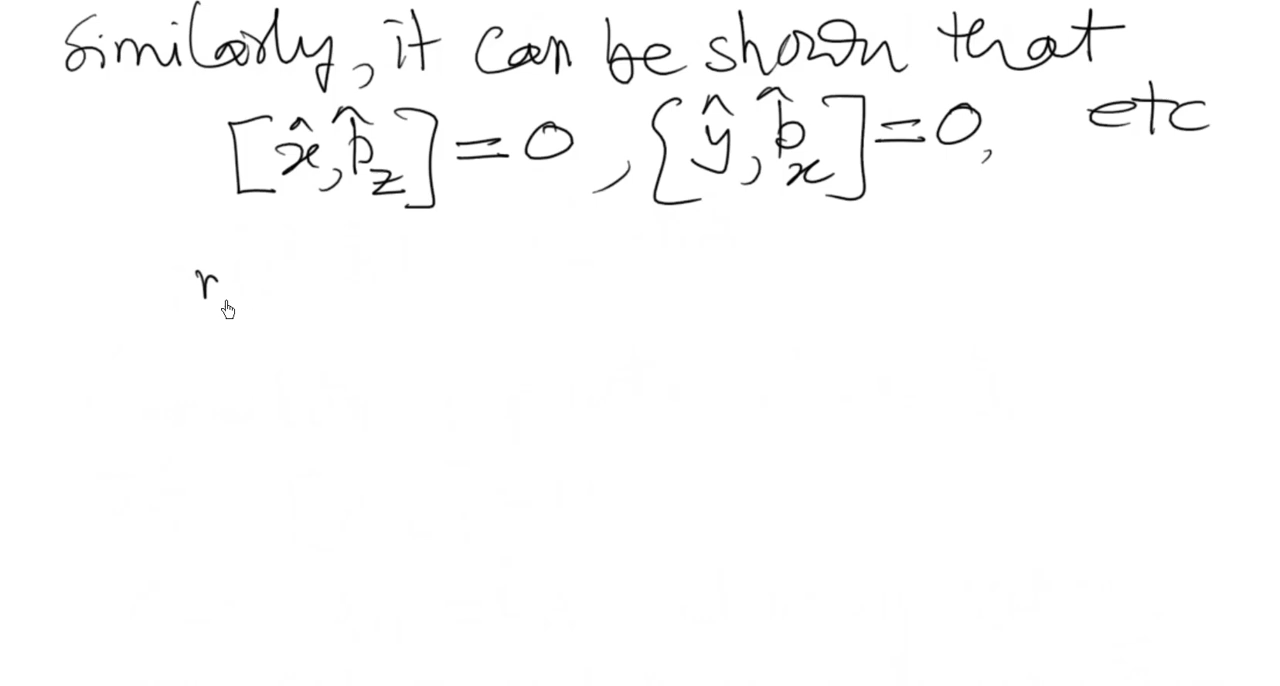 Similarly, it can be shown that
[x̂, p̂_z] = 0, [ŷ, p̂_x] = 0, etc
r